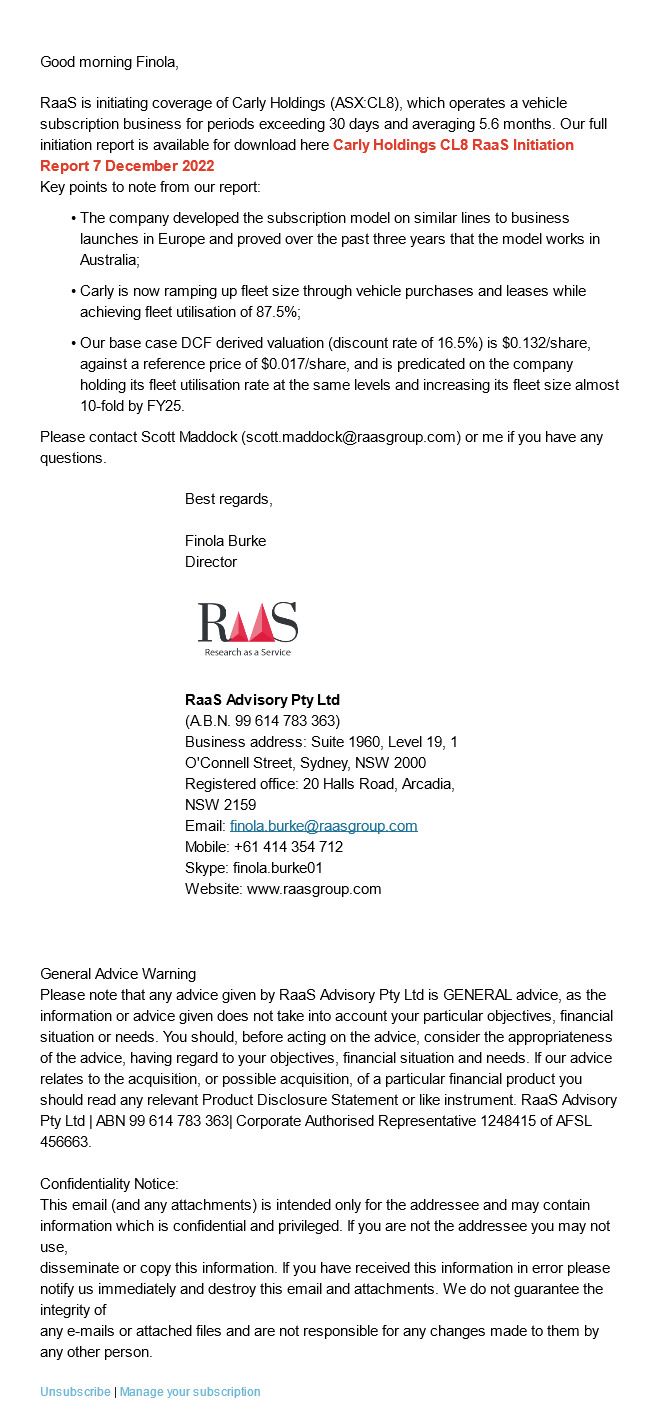 Good morning Finola,
RaaS is initiating coverage of Carly Holdings (ASX:CL8), which operates a vehicle
subscription business for periods exceeding 30 days and averaging 5.6 months. Our full
initiation report is available for download here Carly Holdings CL8 RaaS Initiation
Report 7 December 2022
Key points to note from our report:
• The company developed the subscription model on similar lines to business
launches in Europe and proved over the past three years that the model works in
Australia;
• Carly is now ramping up fleet size through vehicle purchases and leases while
achieving fleet utilisation of 87.5%;
• Our base case DCF derived valuation (discount rate of 16.5%) is $0.132/share,
against a reference price of $0.017/share, and is predicated on the company
holding its fleet utilisation rate at the same levels and increasing its fleet size almost
10-fold by FY25.
Please contact Scott Maddock (scott.maddock@raasgroup.com) or me if you have any
questions.
Best regards,
Finola Burke
Director
RAAS
Research as a Service
RaaS Advisory Pty Ltd
(A.B.N. 99 614 783 363)
Business address: Suite 1960, Level 19, 1
O'Connell Street, Sydney, NSW 2000
Registered office: 20 Halls Road, Arcadia,
NSW 2159
Email: finola.burke@raasgroup.com
Mobile: +61 414 354 712
Skype: finola.burke01
Website: www.raasgroup.com
General Advice Warning
Please note that any advice given by RaaS Advisory Pty Ltd is GENERAL advice, as the
information or advice given does not take into account your particular objectives, financial
situation or needs. You should, before acting on the advice, consider the appropriateness
of the advice, having regard to your objectives, financial situation and needs. If our advice
relates to the acquisition, or possible acquisition, of a particular financial product you
should read any relevant Product Disclosure Statement or like instrument. RaaS Advisory
Pty Ltd | ABN 99 614 783 363| Corporate Authorised Representative 1248415 of AFSL
456663.
Confidentiality Notice:
This email (and any attachments) is intended only for the addressee and may contain
information which is confidential and privileged. If you are not the addressee you may not
use,
disseminate or copy this information. If you have received this information in error please
notify us immediately and destroy this email and attachments. We do not guarantee the
integrity of
any e-mails or attached files and are not responsible for any changes made to them by
any other person.
Unsubscribe | Manage your subscription